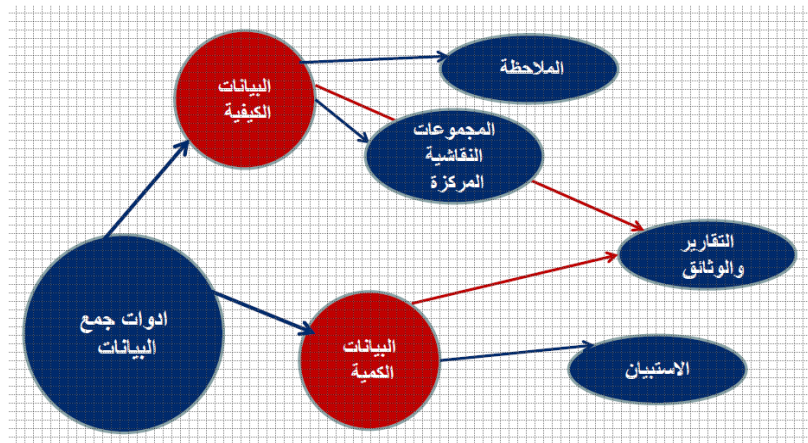 البيانات
الكيفية
الملاحظة
المجموعات
النقاشية
المركزة
التقارير
والوثائق
ادوات جمع
البيانات
البيانات
الكمية
الاستبيان